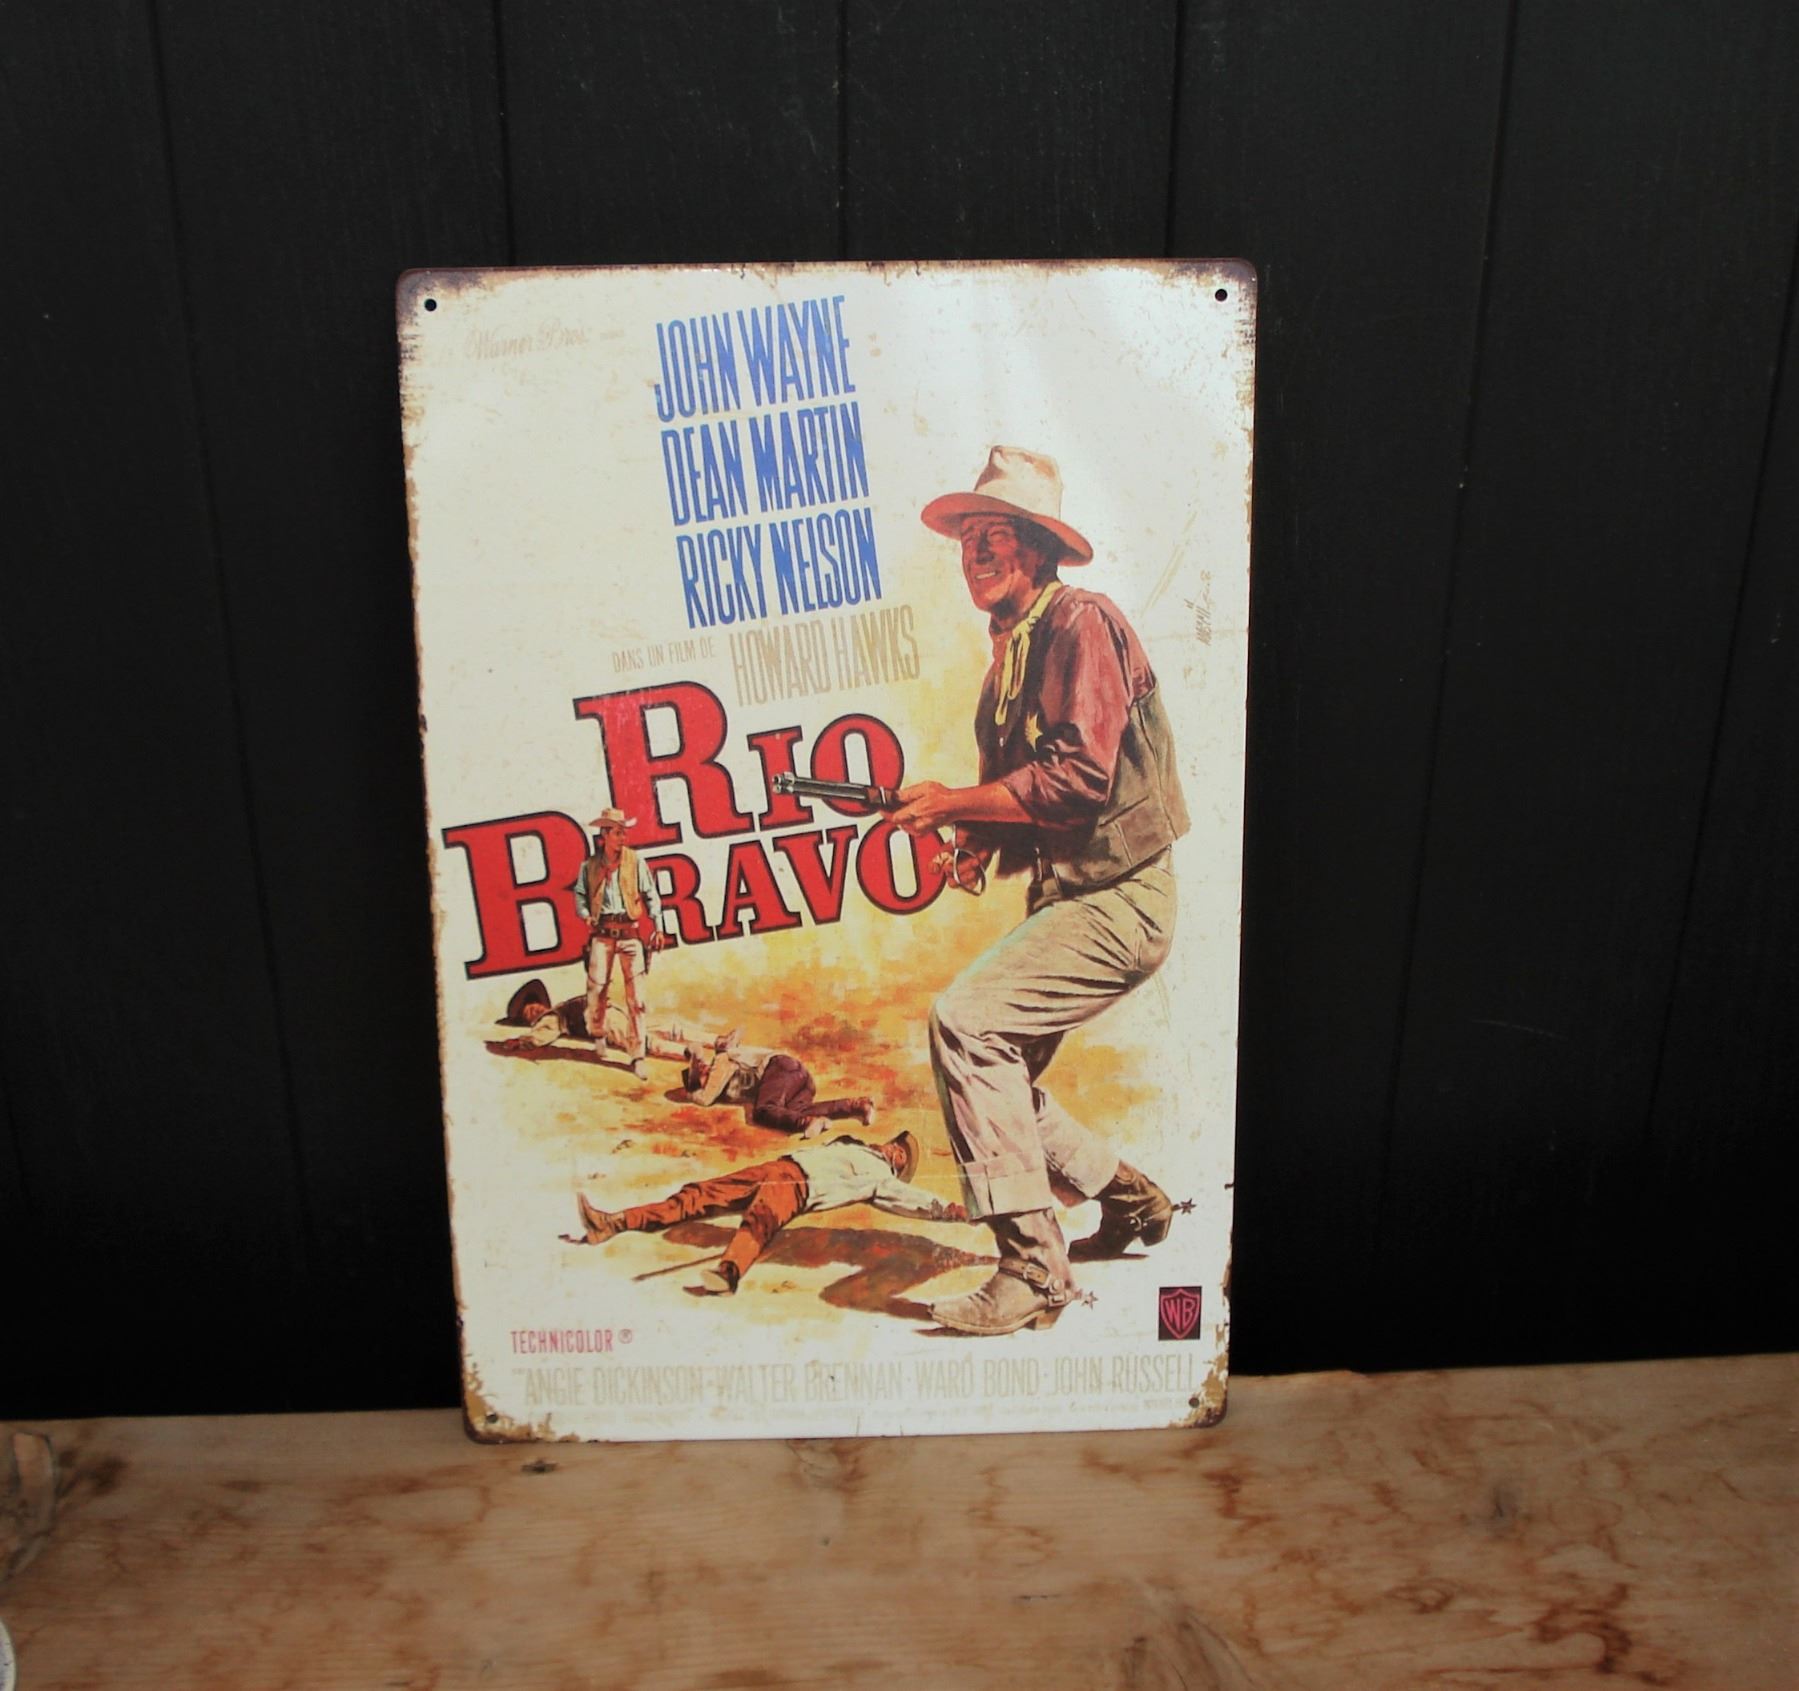 Warner Bros.
JOHN WAYNE
DEAN MARTIN
RICKY NELSON
DANS UN FILM DE HOWARD HAWKS
RIO
BRAVO
WB
TECHNICOLOR ®
ANGIE DICKINSON · WALTER BRENNAN · WARD BOND · JOHN RUSSELL